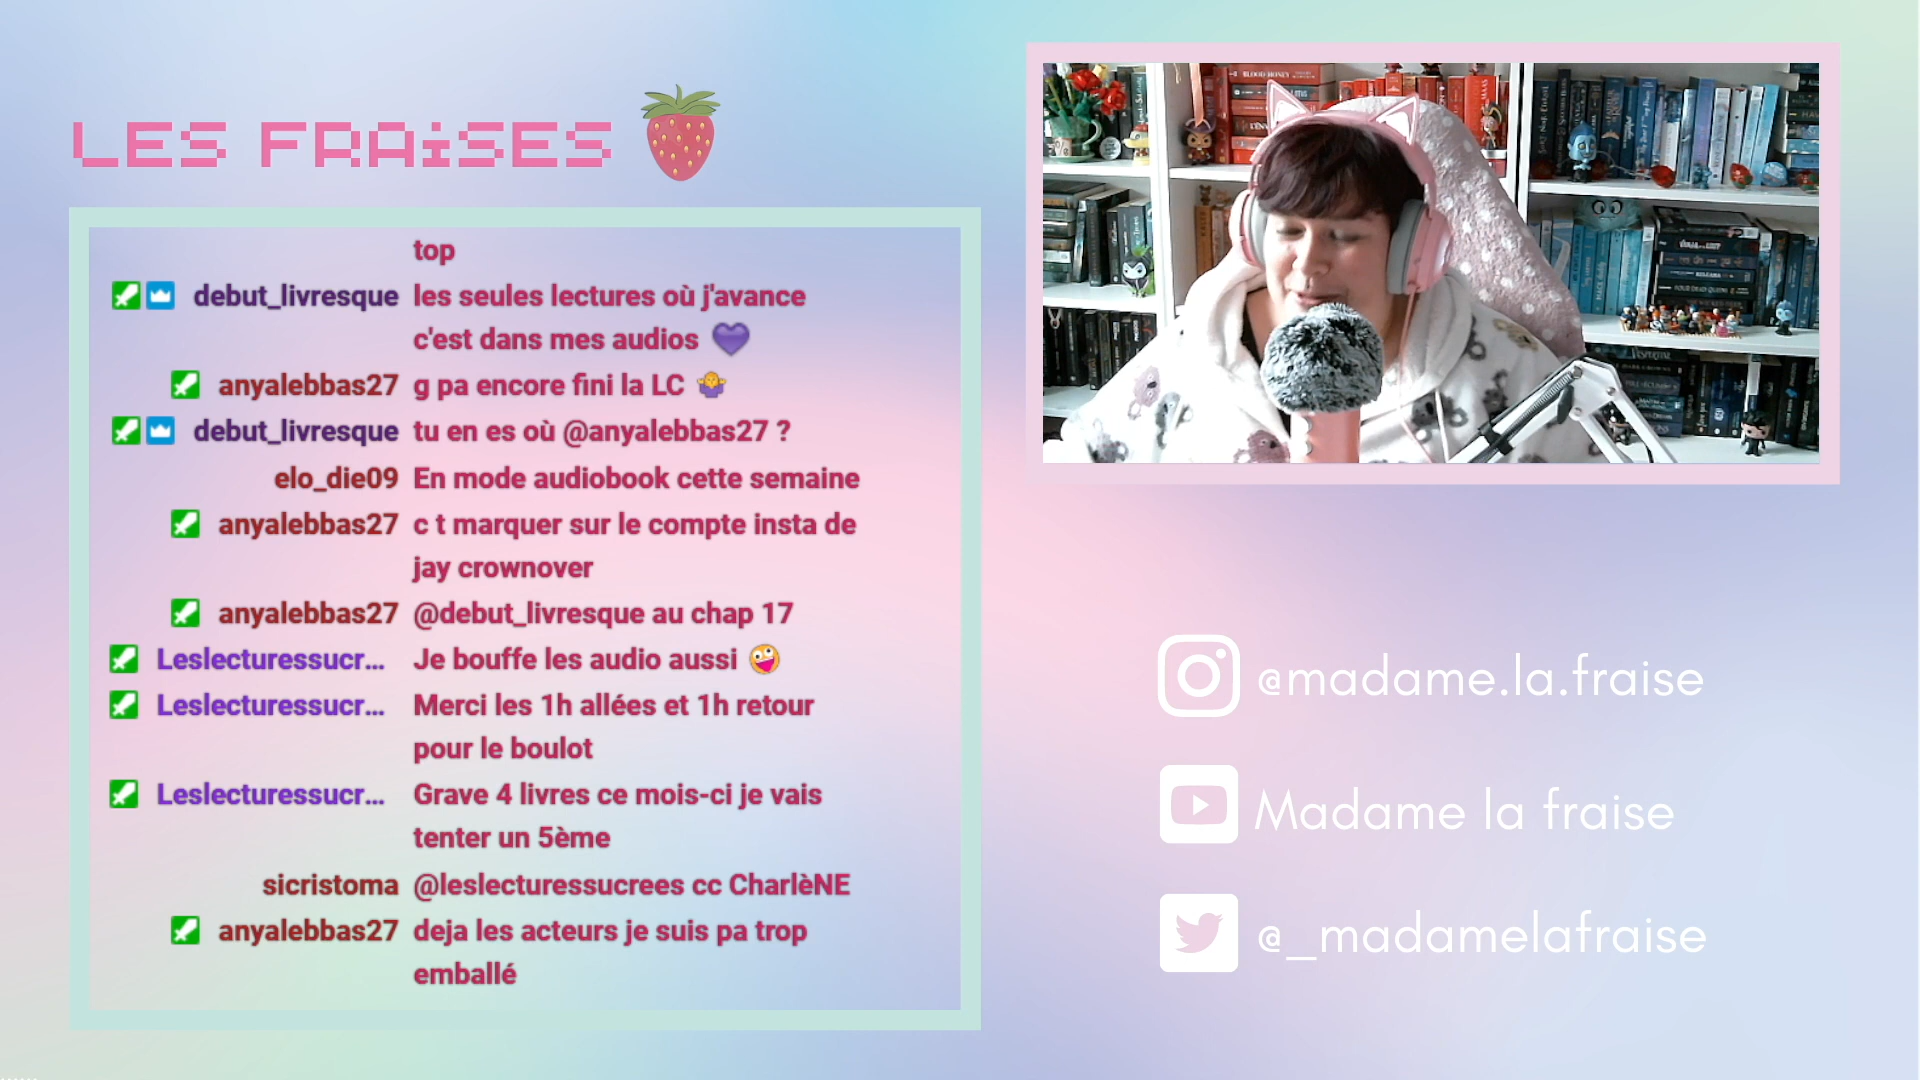 LES FRAiSES
top
debut_livresque les seules lectures où j'avance
c'est dans mes audios 💜
anyalebbas27 g pa encore fini la LC 🤷
debut_livresque tu en es où @anyalebbas27 ?
elo_die09 En mode audiobook cette semaine
anyalebbas27 c t marquer sur le compte insta de
jay crownover
anyalebbas27 @debut_livresque au chap 17
Leslecturessucr... Je bouffe les audio aussi 🤪
Leslecturessucr... Merci les 1h allées et 1h retour
pour le boulot
Leslecturessucr... Grave 4 livres ce mois-ci je vais
tenter un 5ème
sicristoma @leslecturessucrees cc CharlèNE
anyalebbas27 deja les acteurs je suis pa trop
emballé
BLOOD HONEY
@madame.la.fraise
Madame la fraise
@_madamelafraise